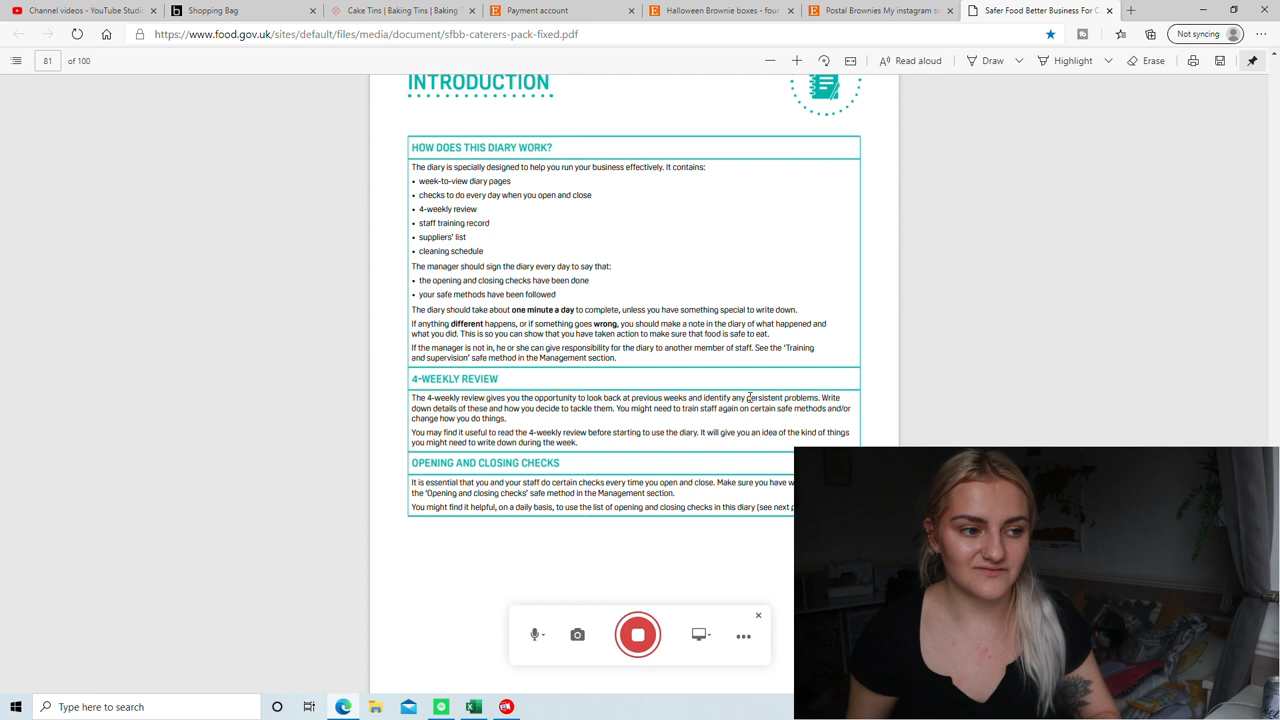 Channel videos - YouTube Studio
Shopping Bag
Cake Tins | Baking Tins | Baking T
Payment account
Halloween Brownie boxes - four
Postal Brownies My instagram s
Safer Food Better Business For C
https://www.food.gov.uk/sites/default/files/media/document/sfbb-caterers-pack-fixed.pdf
Not syncing
81 of 100
Read aloud
Draw
Highlight
Erase
INTRODUCTION
HOW DOES THIS DIARY WORK?
The diary is specially designed to help you run your business effectively. It contains:
• week-to-view diary pages
• checks to do every day when you open and close
• 4-weekly review
• staff training record
• suppliers' list
• cleaning schedule
The manager should sign the diary every day to say that:
• the opening and closing checks have been done
• your safe methods have been followed
The diary should take about one minute a day to complete, unless you have something special to write down.
If anything different happens, or if something goes wrong, you should make a note in the diary of what happened and
what you did. This is so you can show that you have taken action to make sure that food is safe to eat.
If the manager is not in, he or she can give responsibility for the diary to another member of staff. See the 'Training
and supervision' safe method in the Management section.
4-WEEKLY REVIEW
The 4-weekly review gives you the opportunity to look back at previous weeks and identify any persistent problems. Write
down details of these and how you decide to tackle them. You might need to train staff again on certain safe methods and/or
change how you do things.
You may find it useful to read the 4-weekly review before starting to use the diary. It will give you an idea of the kind of things
you might need to write down during the week.
OPENING AND CLOSING CHECKS
It is essential that you and your staff do certain checks every time you open and close. Make sure you have w
the 'Opening and closing checks' safe method in the Management section.
You might find it helpful, on a daily basis, to use the list of opening and closing checks in this diary (see next p
Type here to search